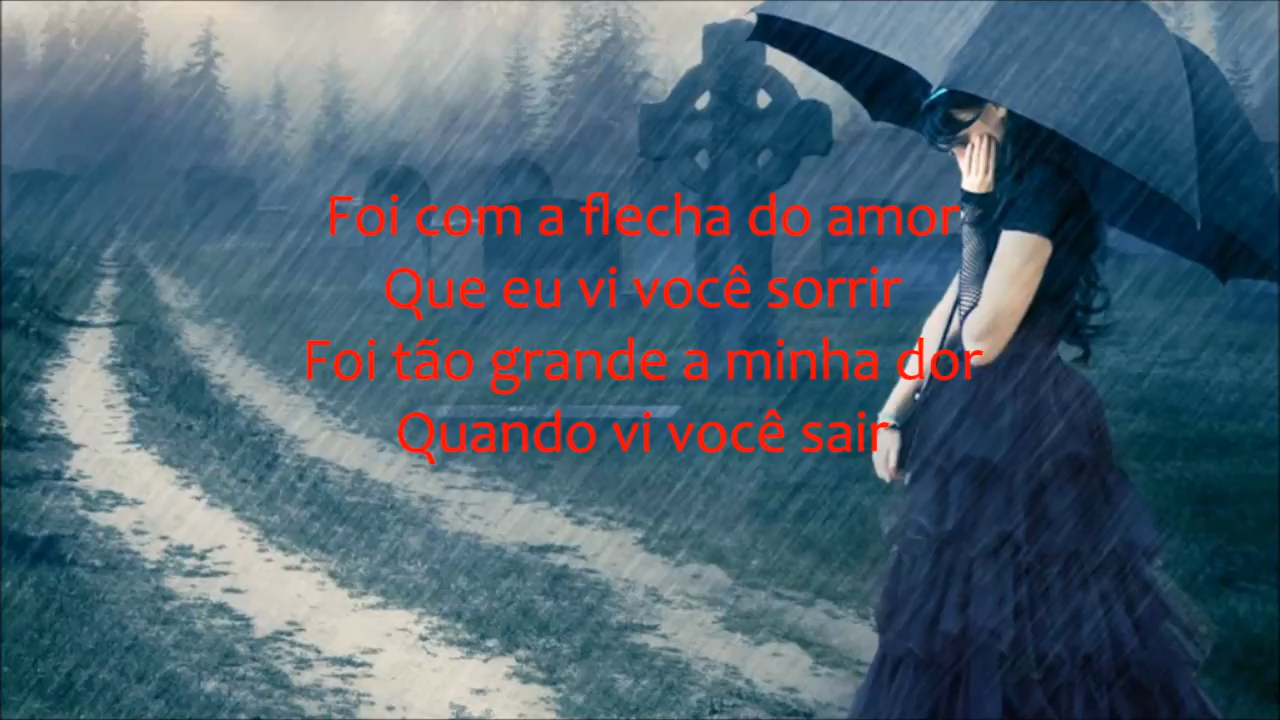 Foi com a flecha do amor
Que eu vi você sorrir
Foi tão grande a minha dor
Quando vi você sair